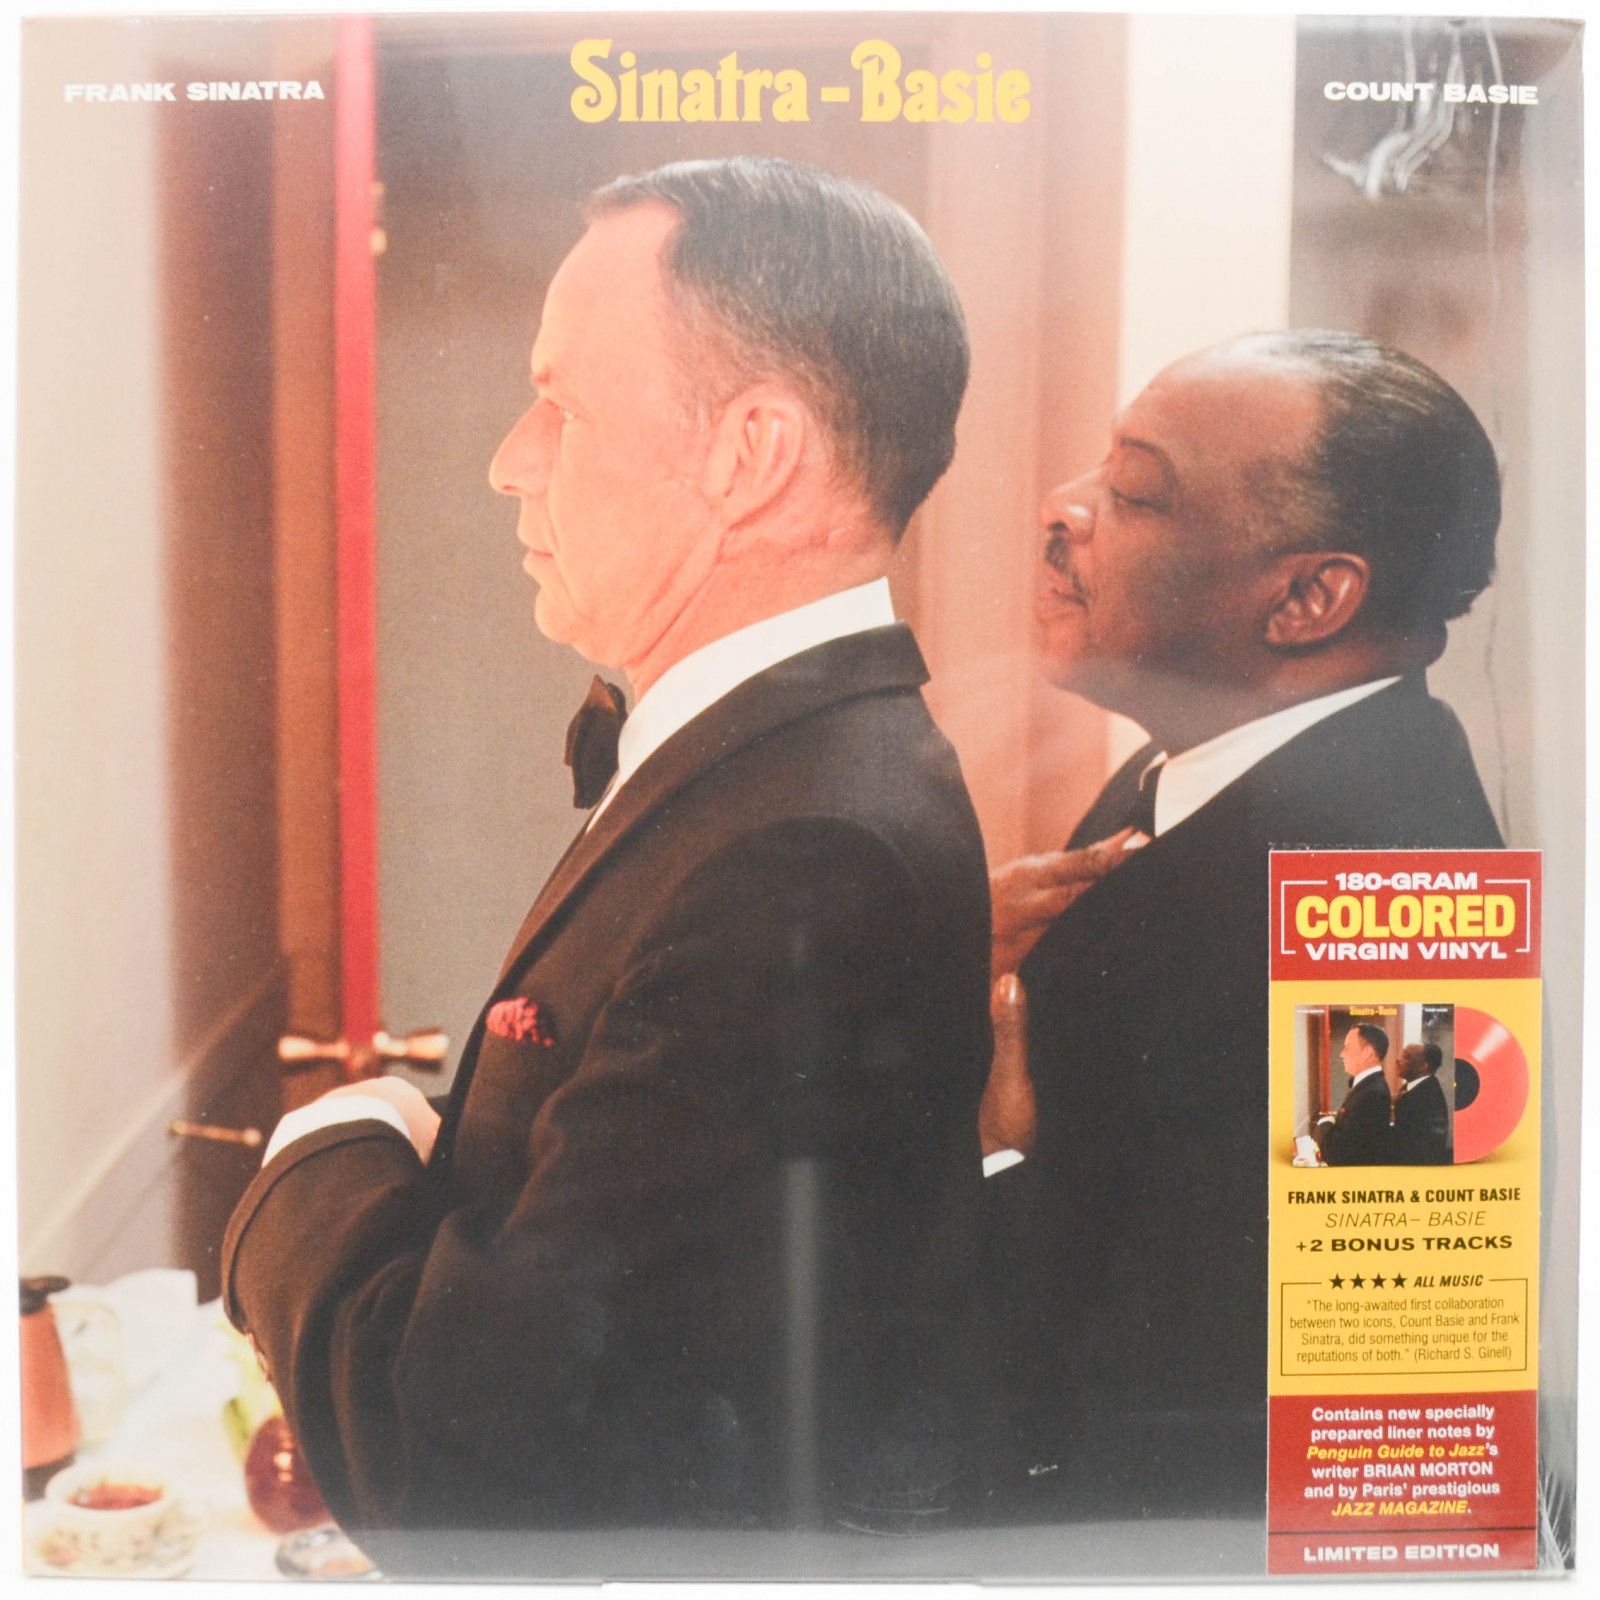 FRANK SINATRA
Sinatra-Basie
COUNT BASIE
180-GRAM
COLORED
VIRGIN VINYL
Sinatra-Basie
FRANK SINATRA & COUNT BASIE
SINATRA– BASIE
+2 BONUS TRACKS
★★★★ ALL MUSIC
"The long-awaited first collaboration
between two icons, Count Basie and Frank
Sinatra, did something unique for the
reputations of both." (Richard S. Ginell)
Contains new specially
prepared liner notes by
Penguin Guide to Jazz's
writer BRIAN MORTON
and by Paris' prestigious
JAZZ MAGAZINE.
LIMITED EDITION